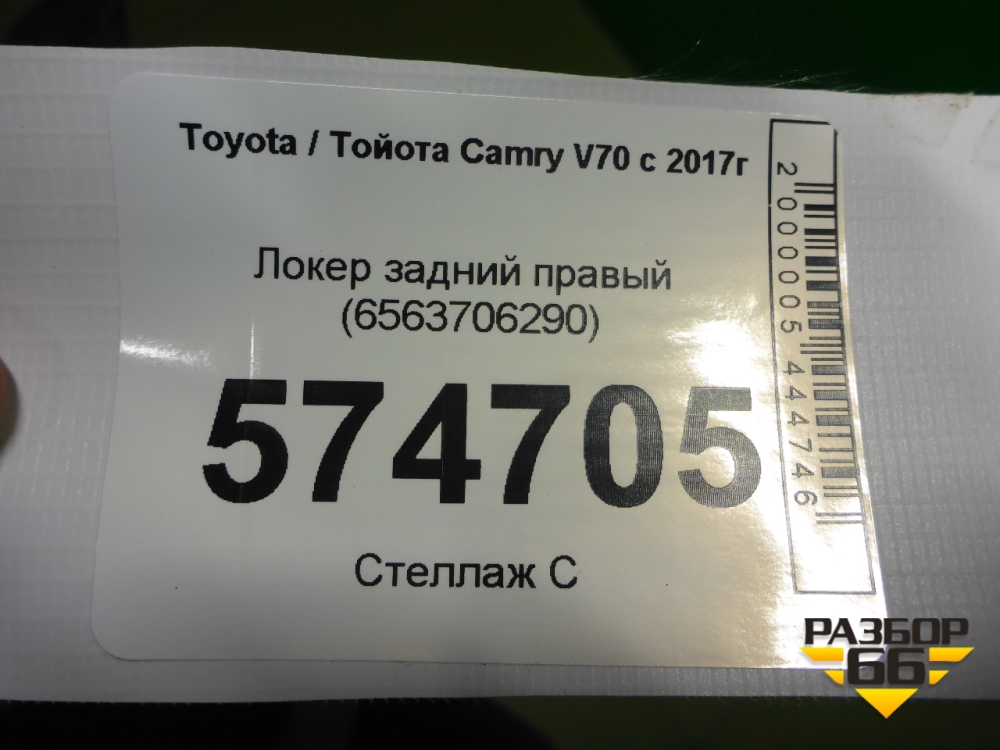 Toyota / Тойота Camry V70 с 2017г
Локер задний правый
(6563706290)
574705
Стеллаж С
2000005444746
РАЗБОР
66